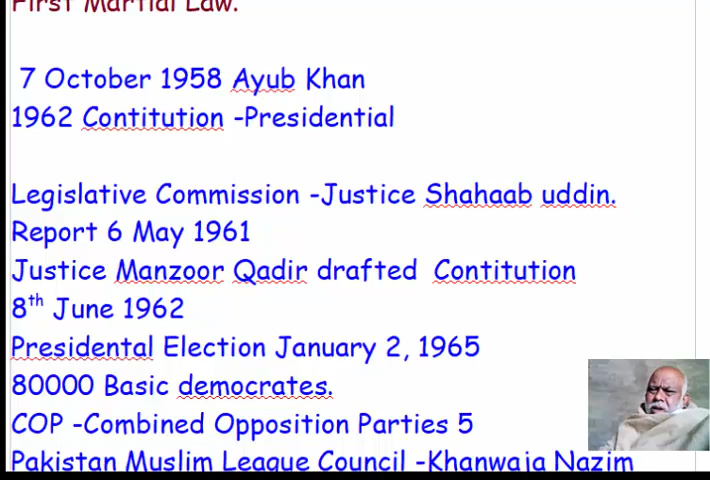 First Martial Law.
7 October 1958 Ayub Khan
1962 Contitution -Presidential
Legislative Commission -Justice Shahaab uddin.
Report 6 May 1961
Justice Manzoor Qadir drafted Contitution
8th June 1962
Presidental Election January 2, 1965
80000 Basic democrates.
COP -Combined Opposition Parties 5
Pakistan Muslim League Council -Khanwaja Nazim